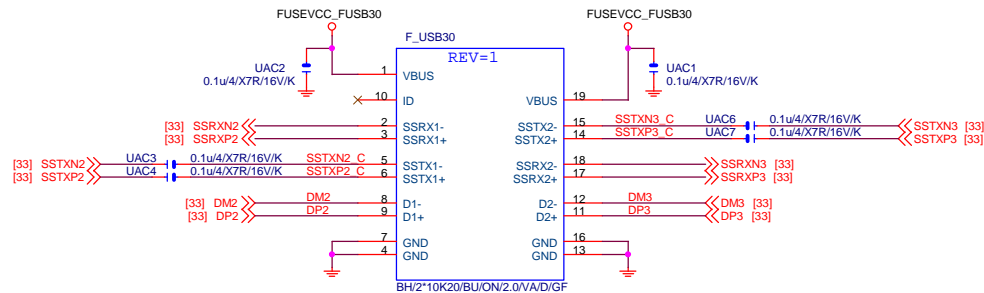 FUSEVCC_FUSB30 FUSEVCC_FUSB30
F_USB30
REV=1
UAC2 UAC1
0.1u/4/X7R/16V/K 0.1u/4/X7R/16V/K
1 VBUS
10 ID VBUS 19
[33] SSRXN2 2 SSRX1- SSTX2- 15 SSTXN3_C UAC6 0.1u/4/X7R/16V/K SSTXN3 [33]
[33] SSRXP2 3 SSRX1+ SSTX2+ 14 SSTXP3_C UAC7 0.1u/4/X7R/16V/K SSTXP3 [33]
[33] SSTXN2 UAC3 0.1u/4/X7R/16V/K SSTXN2_C 5 SSTX1- SSRX2- 18 SSRXN3 [33]
[33] SSTXP2 UAC4 0.1u/4/X7R/16V/K SSTXP2_C 6 SSTX1+ SSRX2+ 17 SSRXP3 [33]
[33] DM2 DM2 8 D1- D2- 12 DM3 DM3 [33]
[33] DP2 DP2 9 D1+ D2+ 11 DP3 DP3 [33]
7 GND GND 16
4 GND GND 13
BH/2*10K20/BU/ON/2.0/VA/D/GF